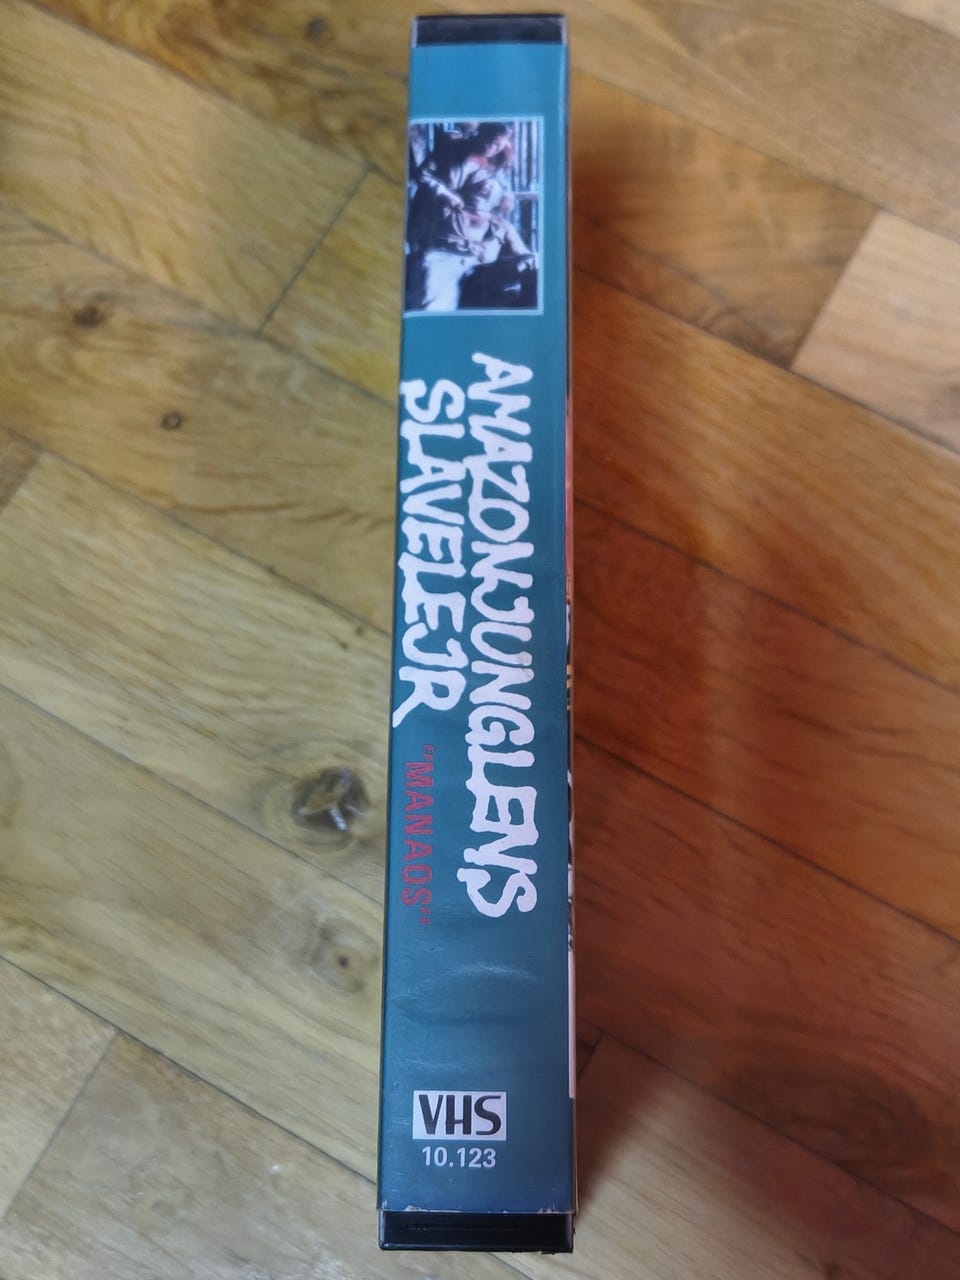 AMAZONJUNGLENS
SLAVELEJR
"MANAOS"
VHS
10.123